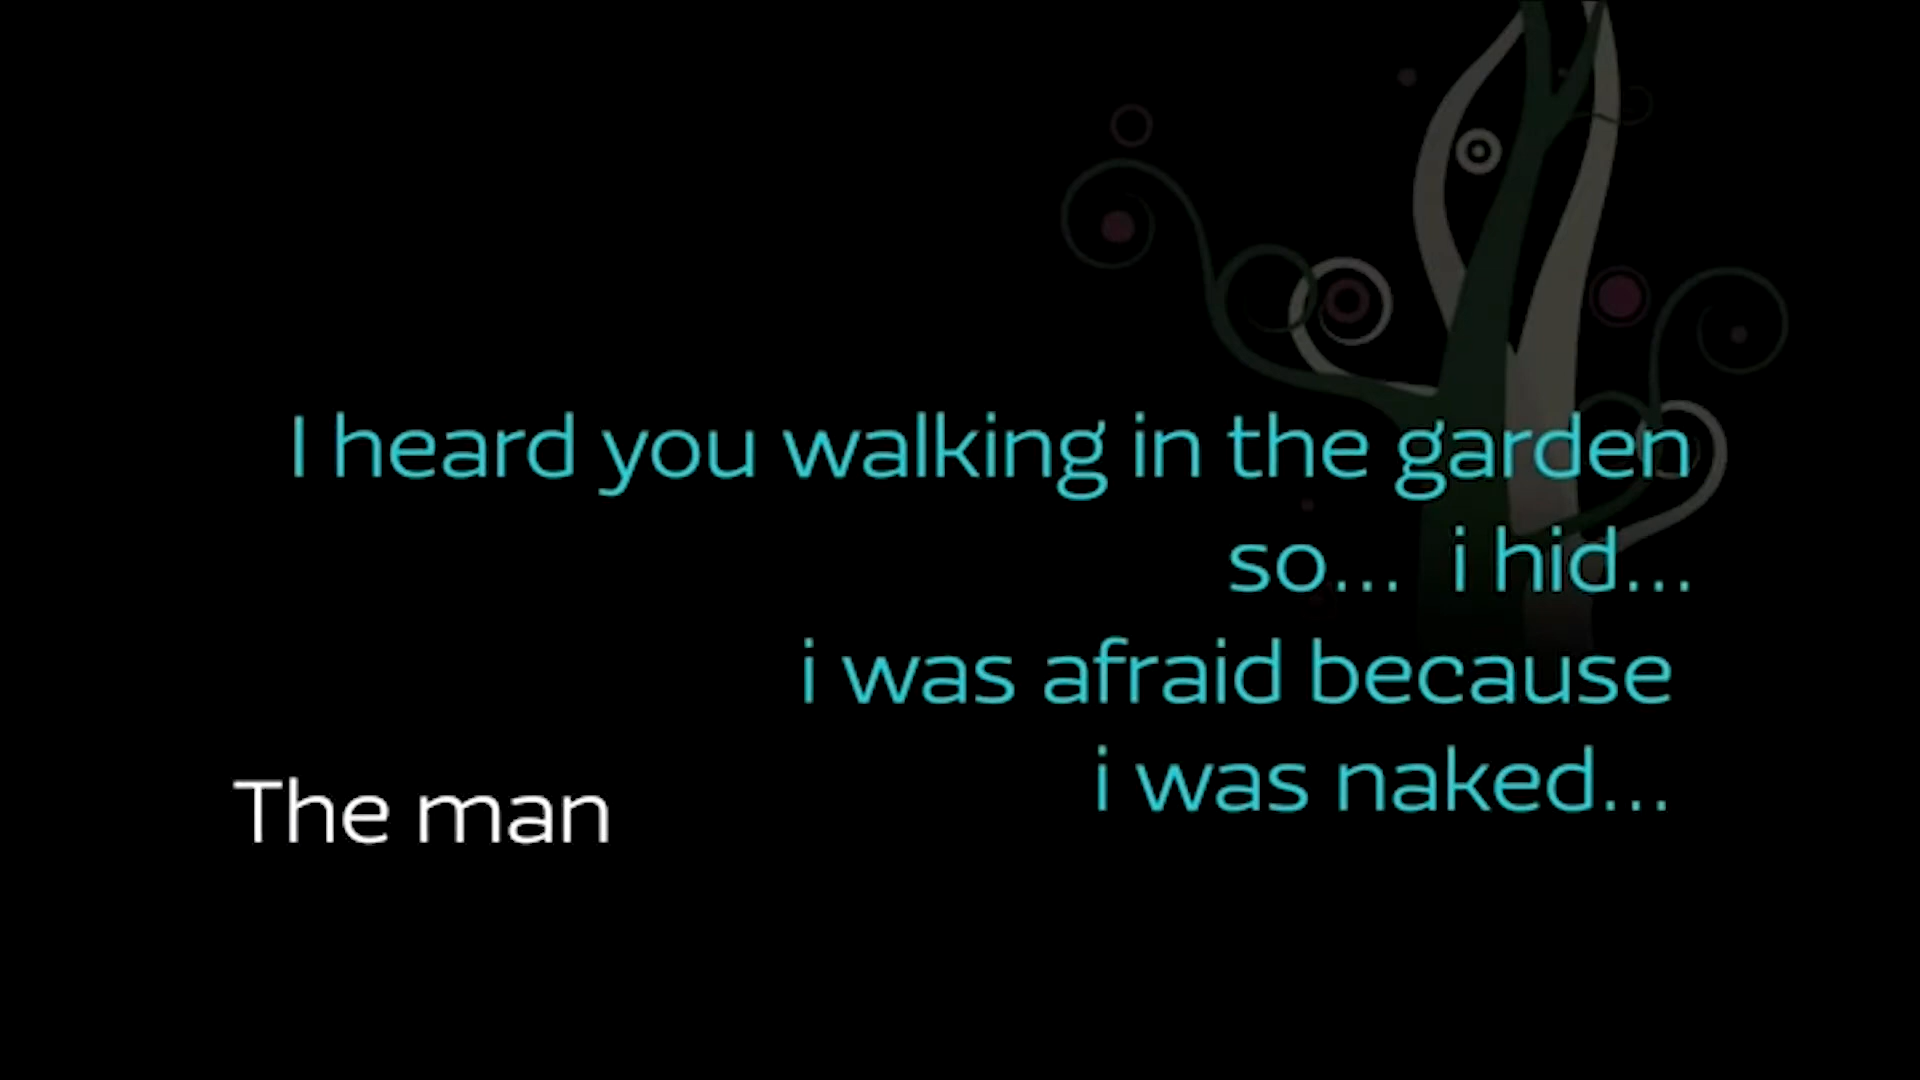 I heard you walking in the garden
so... i hid...
i was afraid because
i was naked...
The man